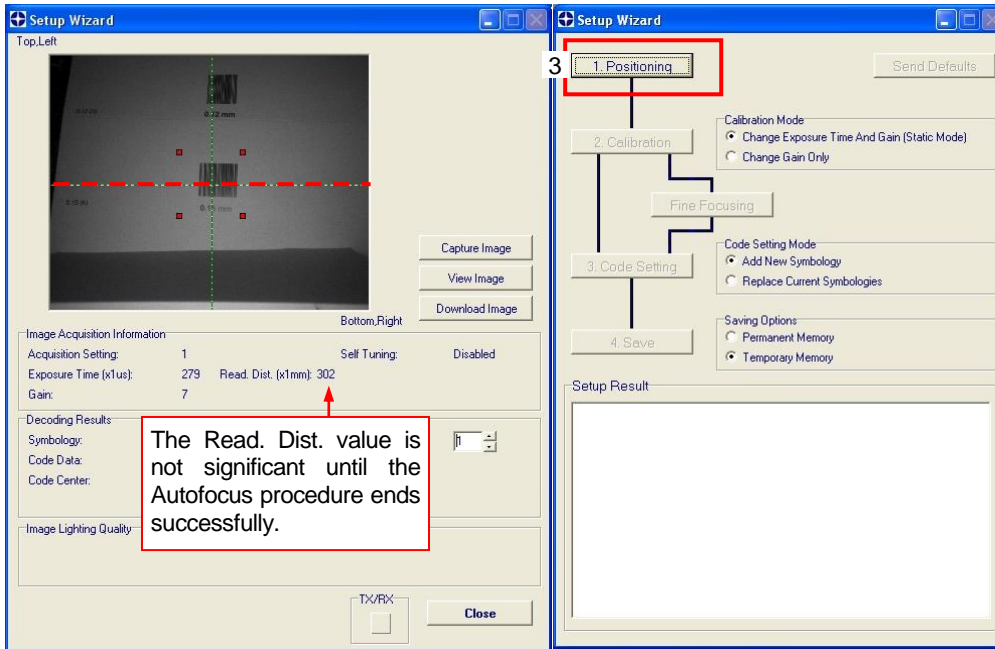 Setup Wizard
Top,Left
0.12 mm
Capture Image
View Image
Download Image
Bottom,Right
Image Acquisition Information
Acquisition Setting: 1 Self Tuning: Disabled
Exposure Time (x1us): 279 Read. Dist. (x1mm): 302
Gain: 7
Decoding Results
Symbology:
Code Data:
Code Center:
1
The Read. Dist. value is
not significant until the
Autofocus procedure ends
successfully.
Image Lighting Quality
TX/RX
Close
Setup Wizard
3
1. Positioning
Send Defaults
2. Calibration
Calibration Mode
Change Exposure Time And Gain (Static Mode)
Change Gain Only
Fine Focusing
3. Code Setting
Code Setting Mode
Add New Symbology
Replace Current Symbologies
4. Save
Saving Options
Permanent Memory
Temporary Memory
Setup Result